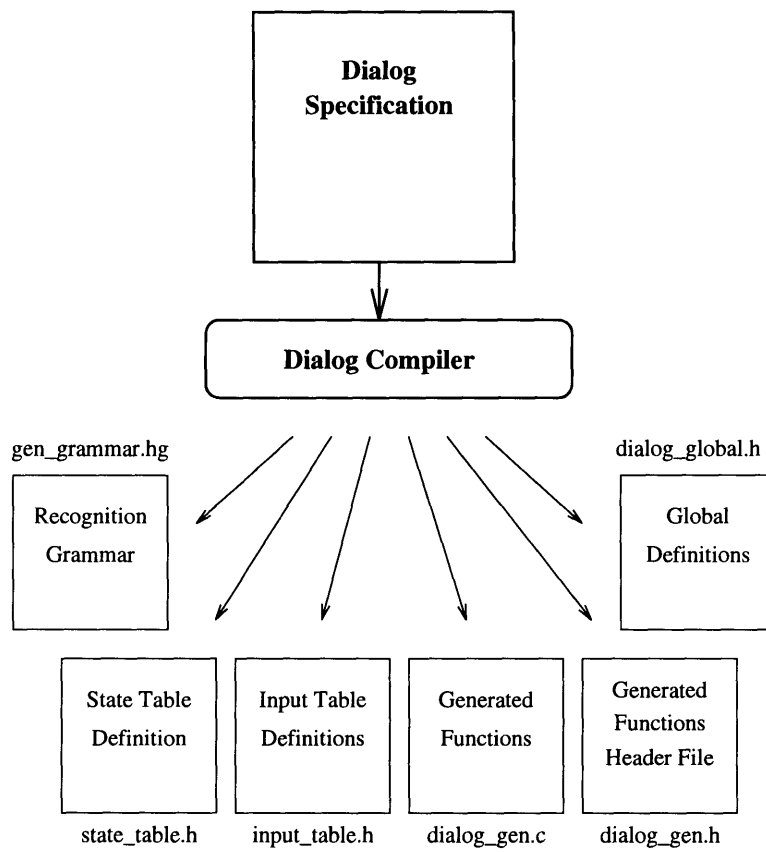 Dialog
Specification
Dialog Compiler
gen_grammar.hg
dialog_global.h
Recognition
Grammar
Global
Definitions
State Table
Definition
Input Table
Definitions
Generated
Functions
Generated
Functions
Header File
state_table.h
input_table.h
dialog_gen.c
dialog_gen.h